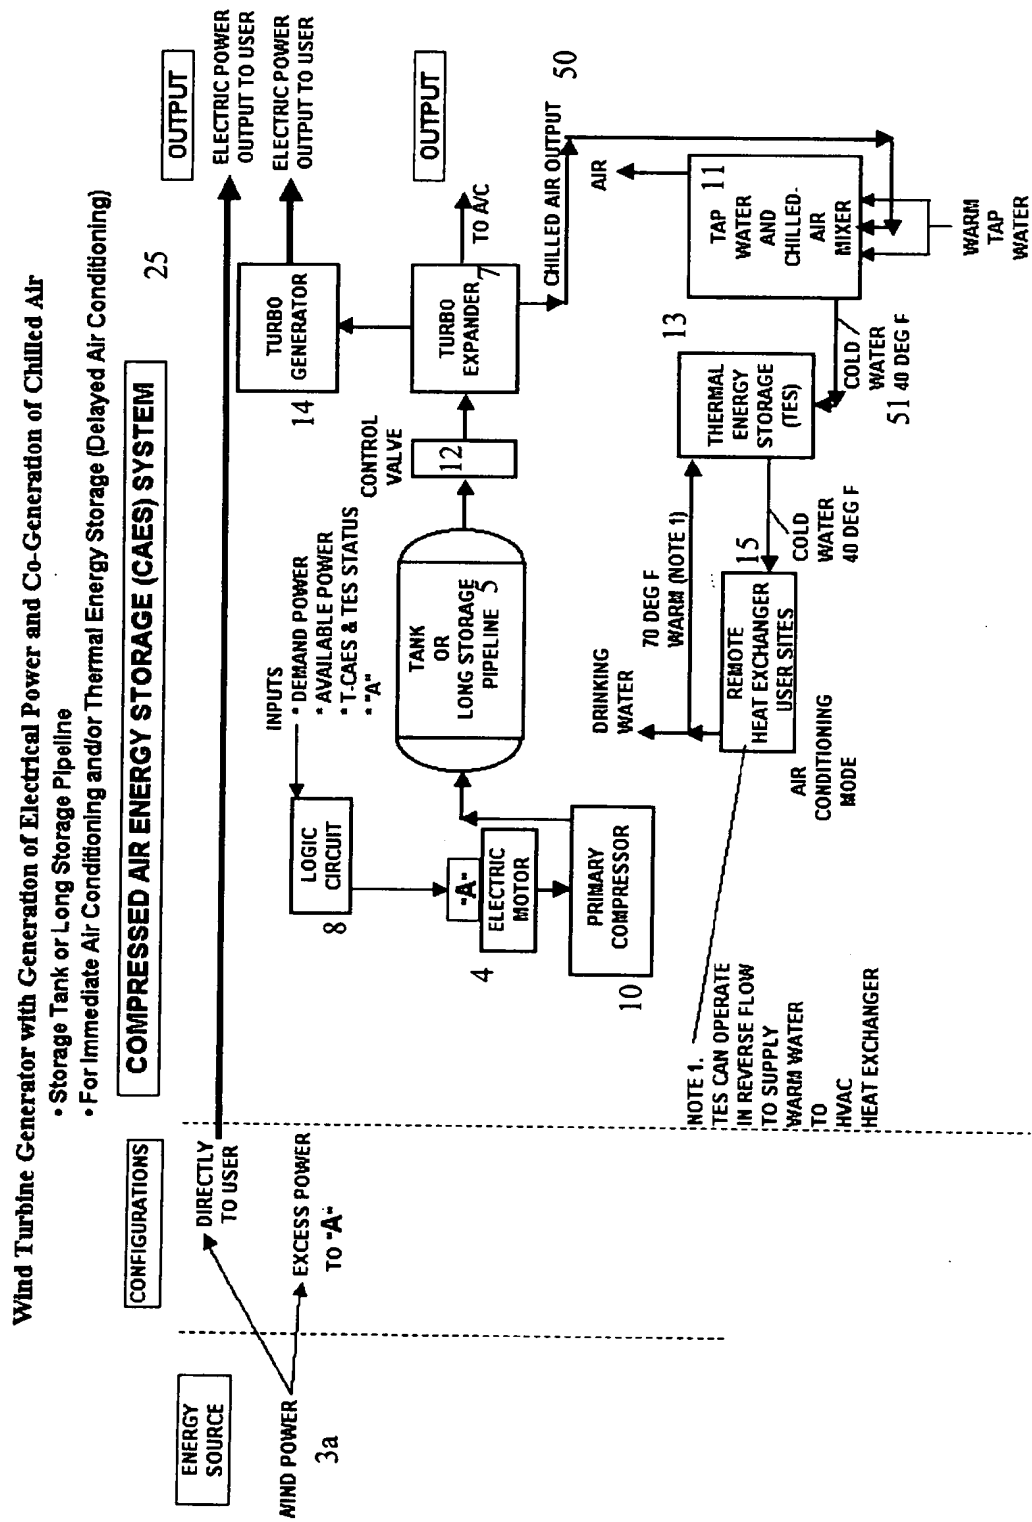 Wind Turbine Generator with Generation of Electrical Power and Co-Generation of Chilled Air
• Storage Tank or Long Storage Pipeline
• For Immediate Air Conditioning and/or Thermal Energy Storage (Delayed Air Conditioning)
COMPRESSED AIR ENERGY STORAGE (CAES) SYSTEM
25
ENERGY
SOURCE
CONFIGURATIONS
OUTPUT
WIND POWER
3a
DIRECTLY
TO USER
EXCESS POWER
TO "A"
ELECTRIC POWER
OUTPUT TO USER
ELECTRIC POWER
OUTPUT TO USER
INPUTS
* DEMAND POWER
* AVAILABLE POWER
* T-CAES & TES STATUS
* "A"
LOGIC
CIRCUIT
8
"A"
ELECTRIC
MOTOR
4
PRIMARY
COMPRESSOR
10
TANK
OR
LONG STORAGE
PIPELINE 5
CONTROL
VALVE
12
TURBO
GENERATOR
14
TURBO
EXPANDER
7
OUTPUT
TO A/C
CHILLED AIR OUTPUT
50
AIR
TAP
WATER
AND
CHILLED-
AIR
MIXER
11
WARM
TAP
WATER
COLD
WATER
51 40 DEG F
13
THERMAL
ENERGY
STORAGE
(TES)
COLD
WATER
40 DEG F
15
REMOTE
HEAT EXCHANGER
USER SITES
70 DEG F
WARM (NOTE 1)
DRINKING
WATER
AIR
CONDITIONING
MODE
NOTE 1.
TES CAN OPERATE
IN REVERSE FLOW
TO SUPPLY
WARM WATER
TO
HVAC
HEAT EXCHANGER